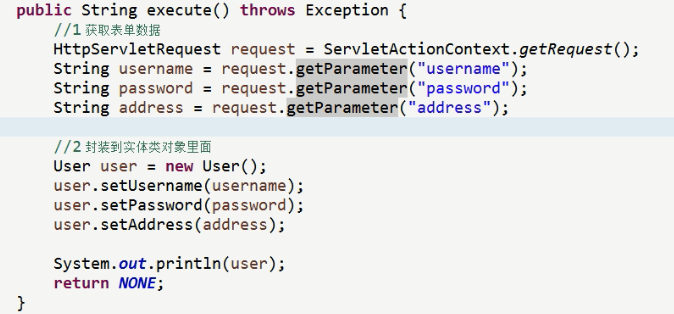 public String execute() throws Exception {
//1 获取表单数据
HttpServletRequest request = ServletActionContext.getRequest();
String username = request.getParameter("username");
String password = request.getParameter("password");
String address = request.getParameter("address");
//2 封装到实体类对象里面
User user = new User();
user.setUsername(username);
user.setPassword(password);
user.setAddress(address);
System.out.println(user);
return NONE;
}